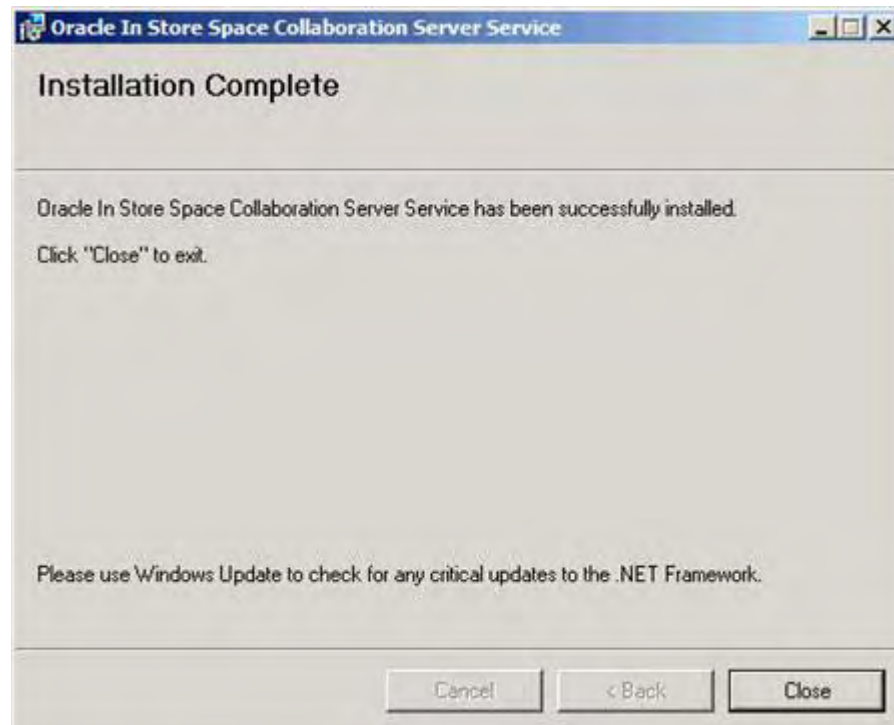 Oracle In Store Space Collaboration Server Service
Installation Complete
Oracle In Store Space Collaboration Server Service has been successfully installed.
Click "Close" to exit.
Please use Windows Update to check for any critical updates to the .NET Framework.
Cancel
< Back
Close